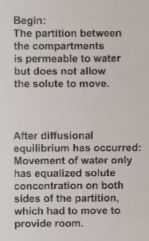 Begin:
The partition between
the compartments
is permeable to water
but does not allow
the solute to move.
After diffusional
equilibrium has occurred:
Movement of water only
has equalized solute
concentration on both
sides of the partition,
which had to move to
provide room.